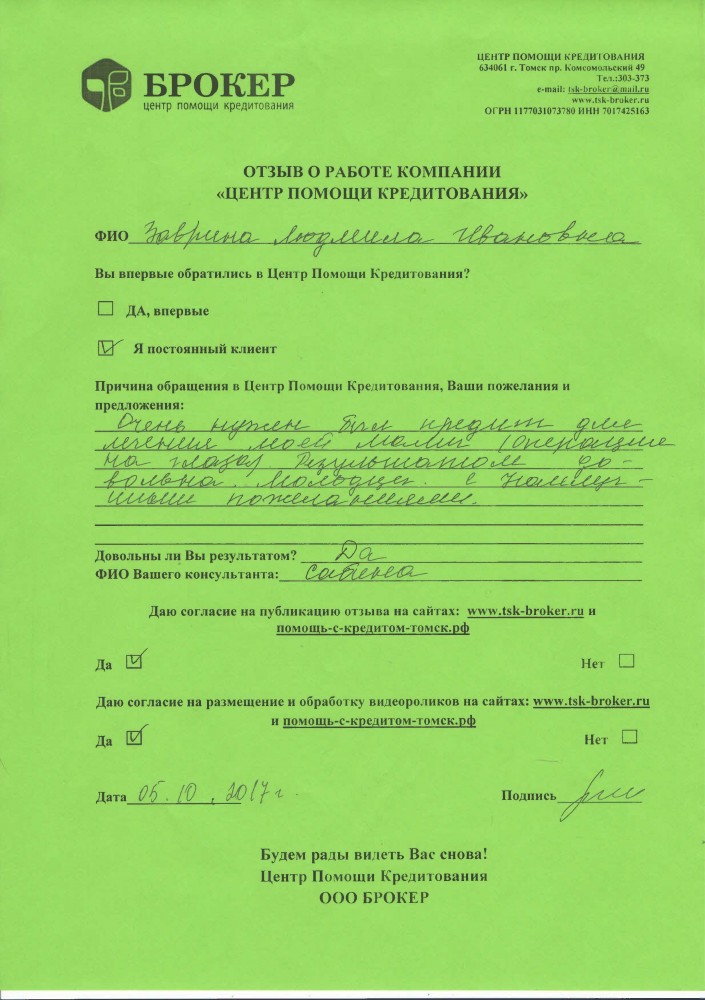 БРОКЕР
центр помощи кредитования
ЦЕНТР ПОМОЩИ КРЕДИТОВАНИЯ
634061 г. Томск пр. Комсомольский 49
Тел.:303-373
e-mail: tsk-broker@mail.ru
www.tsk-broker.ru
ОГРН 1177031073780 ИНН 7017425163
ОТЗЫВ О РАБОТЕ КОМПАНИИ
«ЦЕНТР ПОМОЩИ КРЕДИТОВАНИЯ»
ФИО Заврина Людмила Ивановна
Вы впервые обратились в Центр Помощи Кредитования?
ДА, впервые
Я постоянный клиент
Причина обращения в Центр Помощи Кредитования, Ваши пожелания и
предложения:
Очень нужен был кредит для
лечения моей мамы (Операция
на глаза). Результатом до-
вольна. Молодцы. С наилуч-
шими пожеланиями.
Довольны ли Вы результатом? Да
ФИО Вашего консультанта: Сабина
Даю согласие на публикацию отзыва на сайтах: www.tsk-broker.ru и
помощь-с-кредитом-томск.рф
Да Нет
Даю согласие на размещение и обработку видеороликов на сайтах: www.tsk-broker.ru
и помощь-с-кредитом-томск.рф
Да Нет
Дата 05.10.2017г. Подпись
Будем рады видеть Вас снова!
Центр Помощи Кредитования
ООО БРОКЕР